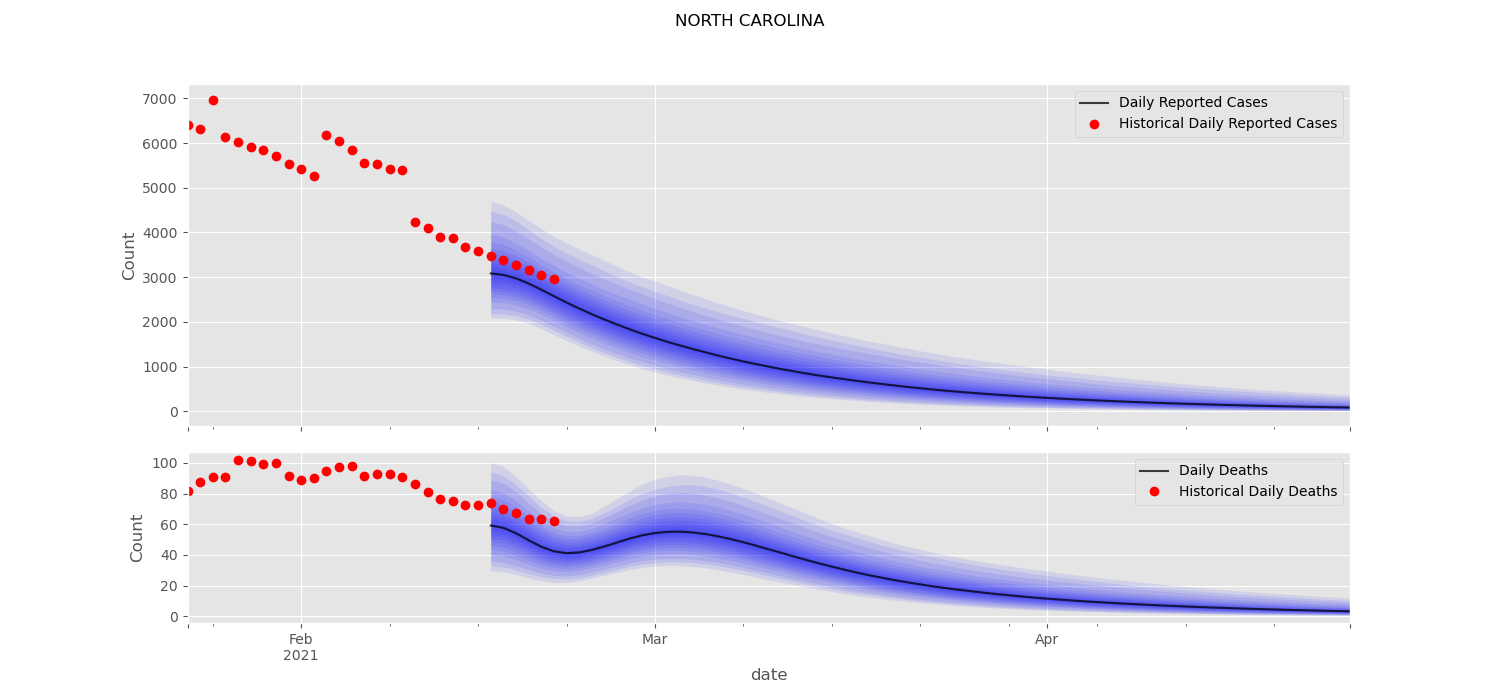 NORTH CAROLINA
Daily Reported Cases
Historical Daily Reported Cases
7000
6000
5000
4000
3000
2000
1000
0
Count
Daily Deaths
Historical Daily Deaths
100
80
60
40
20
0
Count
Feb
2021
Mar
Apr
date